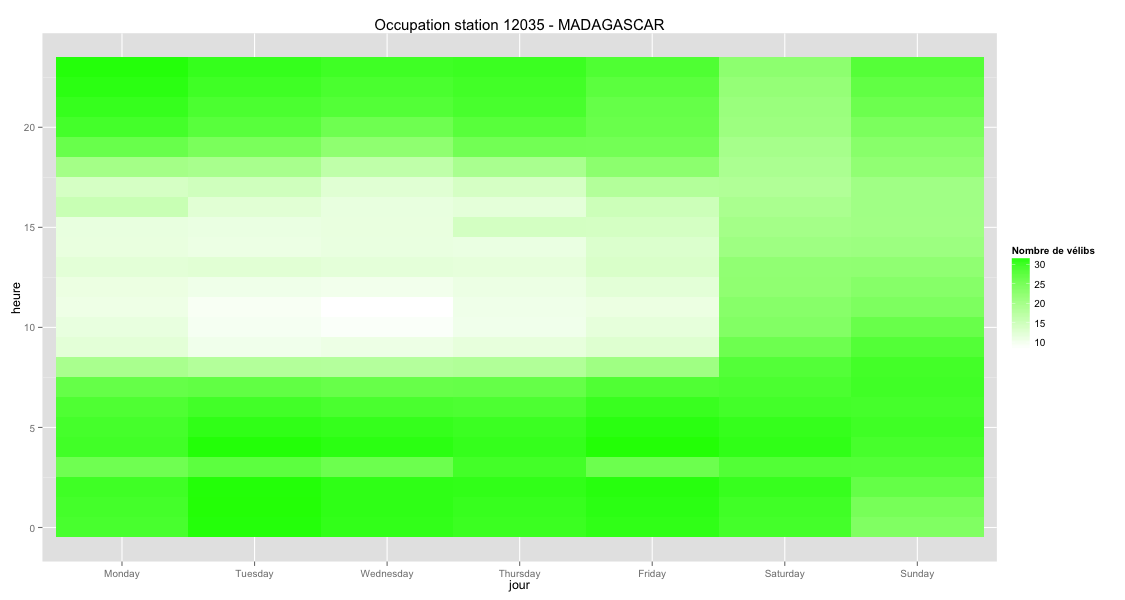 Occupation station 12035 - MADAGASCAR
heure
20
15
10
5
0
Monday Tuesday Wednesday Thursday Friday Saturday Sunday
jour
Nombre de vélibs
30
25
20
15
10